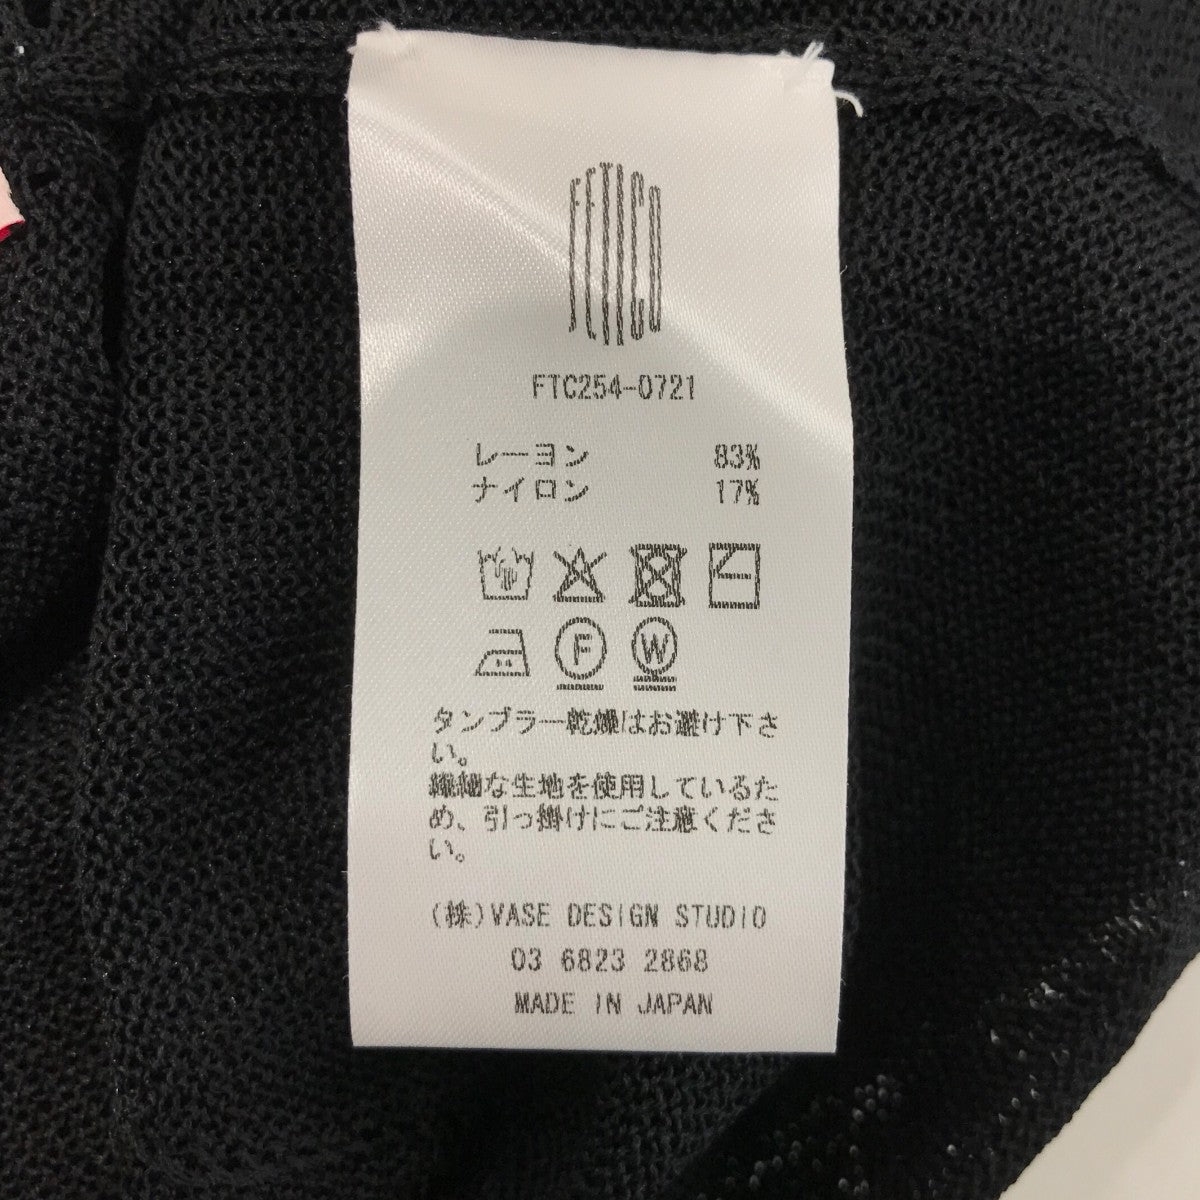 FETICO
FTC254-0721
レーヨン 83%
ナイロン 17%
F W
タンブラー乾燥はお避け下さ
い。
繊細な生地を使用しているた
め、引っ掛けにご注意くださ
い。
(株)VASE DESIGN STUDIO
03 6823 2868
MADE IN JAPAN